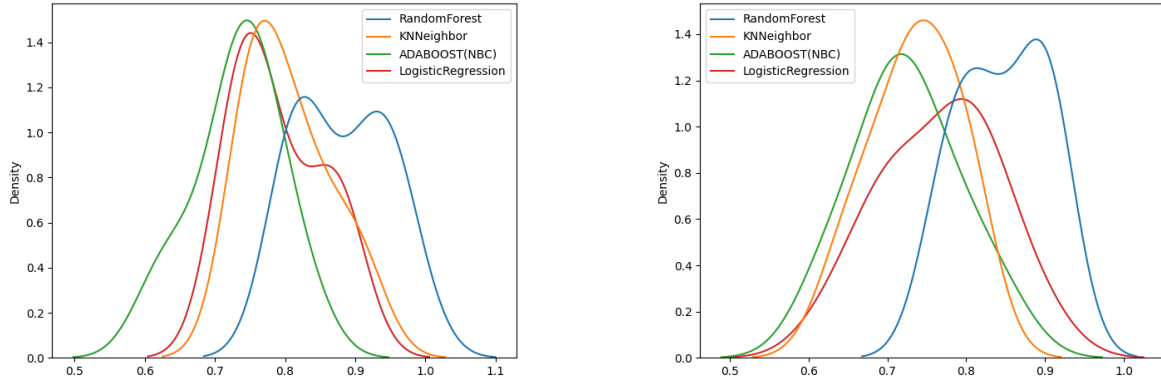 RandomForest
KNNeighbor
ADABOOST(NBC)
LogisticRegression
Density
1.4
1.2
1.0
0.8
0.6
0.4
0.2
0.0
0.5 0.6 0.7 0.8 0.9 1.0 1.1
RandomForest
KNNeighbor
ADABOOST(NBC)
LogisticRegression
Density
1.4
1.2
1.0
0.8
0.6
0.4
0.2
0.0
0.5 0.6 0.7 0.8 0.9 1.0